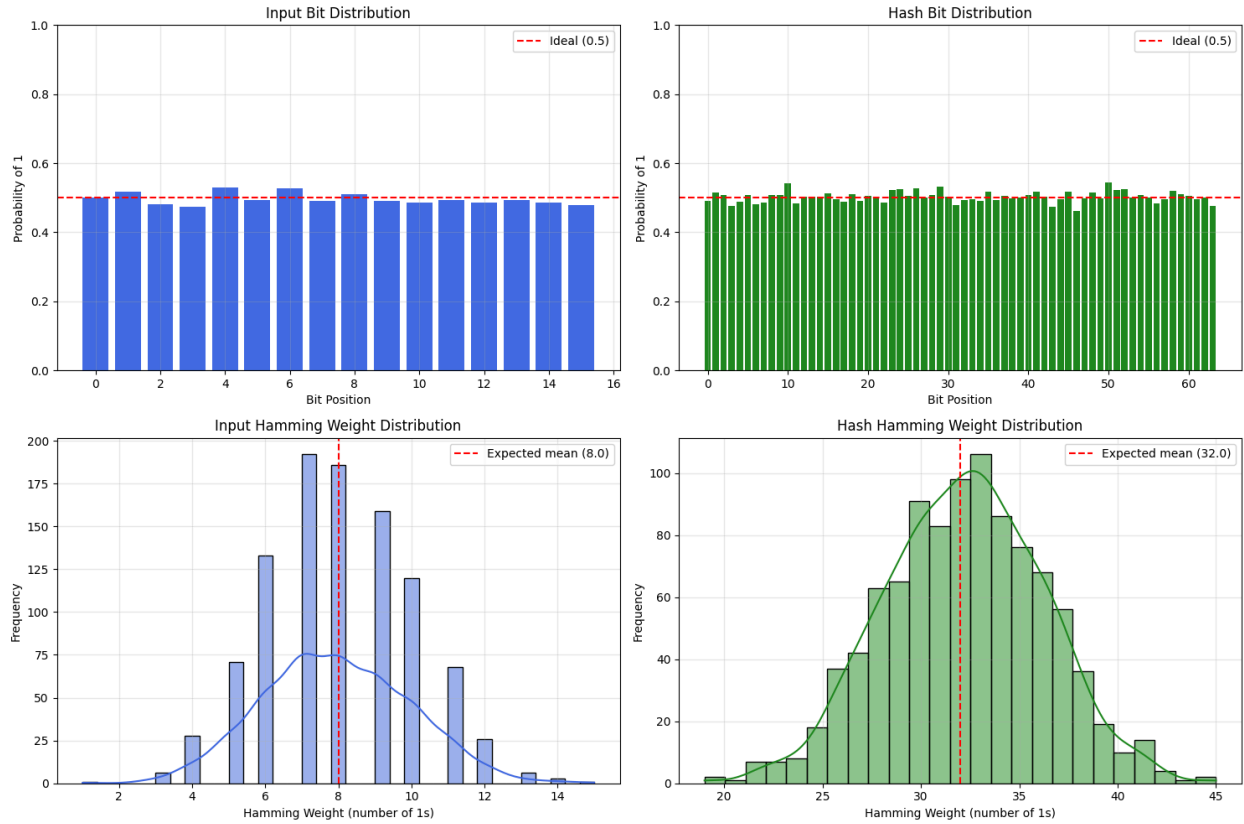 Input Bit Distribution
Probability of 1
1.0
0.8
0.6
0.4
0.2
0.0
Ideal (0.5)
0 2 4 6 8 10 12 14 16
Bit Position
Hash Bit Distribution
Probability of 1
1.0
0.8
0.6
0.4
0.2
0.0
Ideal (0.5)
0 10 20 30 40 50 60
Bit Position
Input Hamming Weight Distribution
Frequency
200
175
150
125
100
75
50
25
0
Expected mean (8.0)
2 4 6 8 10 12 14
Hamming Weight (number of 1s)
Hash Hamming Weight Distribution
Frequency
100
80
60
40
20
0
Expected mean (32.0)
20 25 30 35 40 45
Hamming Weight (number of 1s)